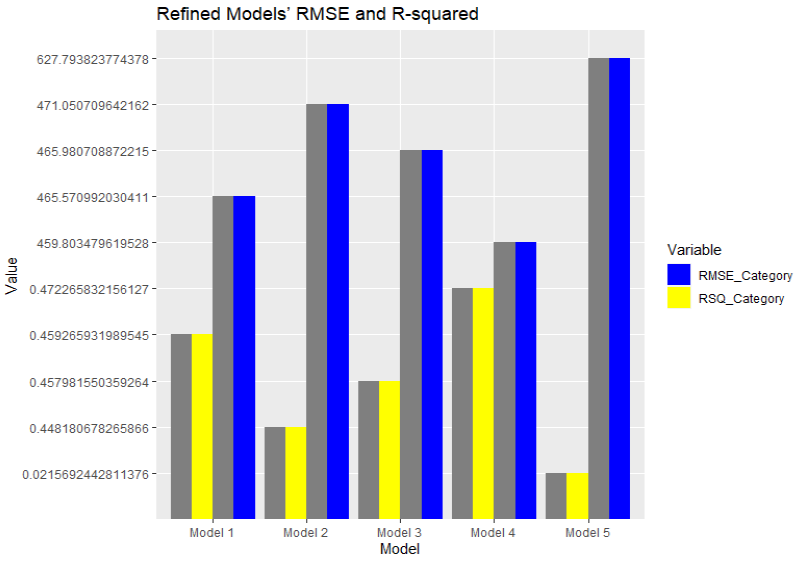 Refined Models’ RMSE and R-squared
Value
627.793823774378
471.050709642162
465.980708872215
465.570992030411
459.803479619528
0.472265832156127
0.459265931989545
0.457981550359264
0.448180678265866
0.0215692442811376
Model 1
Model 2
Model 3
Model 4
Model 5
Model
Variable
RMSE_Category
RSQ_Category